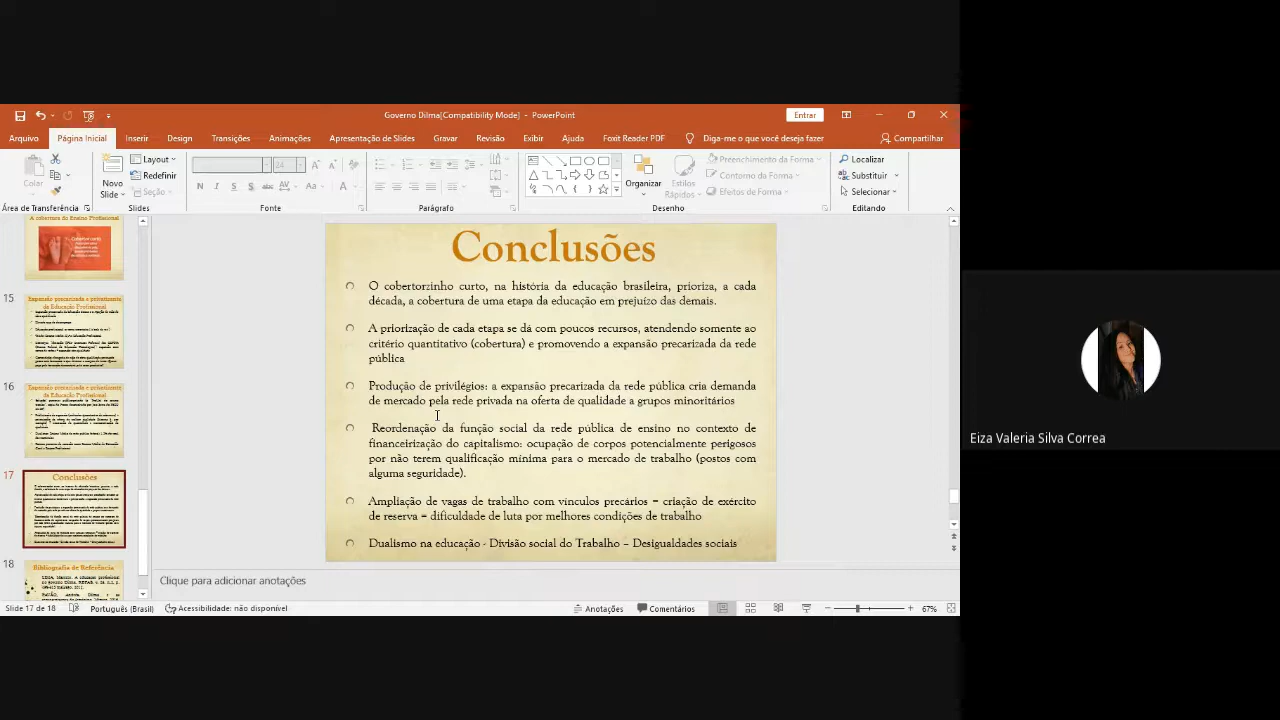 Governo Dilma[Compatibility Mode] - PowerPoint
Entrar
Arquivo
Página Inicial
Inserir
Design
Transições
Animações
Apresentação de Slides
Gravar
Revisão
Exibir
Ajuda
Foxit Reader PDF
Diga-me o que você deseja fazer
Compartilhar
Colar
Novo
Slide
Layout
Redefinir
Seção
24
Organizar
Estilos
Rápidos
Preenchimento da Forma
Contorno da Forma
Efeitos de Forma
Localizar
Substituir
Selecionar
Área de Transferência
Slides
Fonte
Parágrafo
Desenho
Editando
A cobertura do Ensino Profissional
15
Expansão precarizada e privatizante
da Educação Profissional
16
Expansão precarizada e privatizante
da Educação Profissional
17
Conclusões
18
Bibliografia de Referência
Conclusões
O cobertorzinho curto, na história da educação brasileira, prioriza, a cada
década, a cobertura de uma etapa da educação em prejuízo das demais.
A priorização de cada etapa se dá com poucos recursos, atendendo somente ao
critério quantitativo (cobertura) e promovendo a expansão precarizada da rede
pública
Produção de privilégios: a expansão precarizada da rede pública cria demanda
de mercado pela rede privada na oferta de qualidade a grupos minoritários
Reordenação da função social da rede pública de ensino no contexto de
financeirização do capitalismo: ocupação de corpos potencialmente perigosos
por não terem qualificação mínima para o mercado de trabalho (postos com
alguma seguridade).
Ampliação de vagas de trabalho com vínculos precários = criação de exército
de reserva = dificuldade de luta por melhores condições de trabalho
Dualismo na educação - Divisão social do Trabalho – Desigualdades sociais
Clique para adicionar anotações
Slide 17 de 18
Português (Brasil)
Acessibilidade: não disponível
Anotações
Comentários
67%
Eiza Valeria Silva Correa